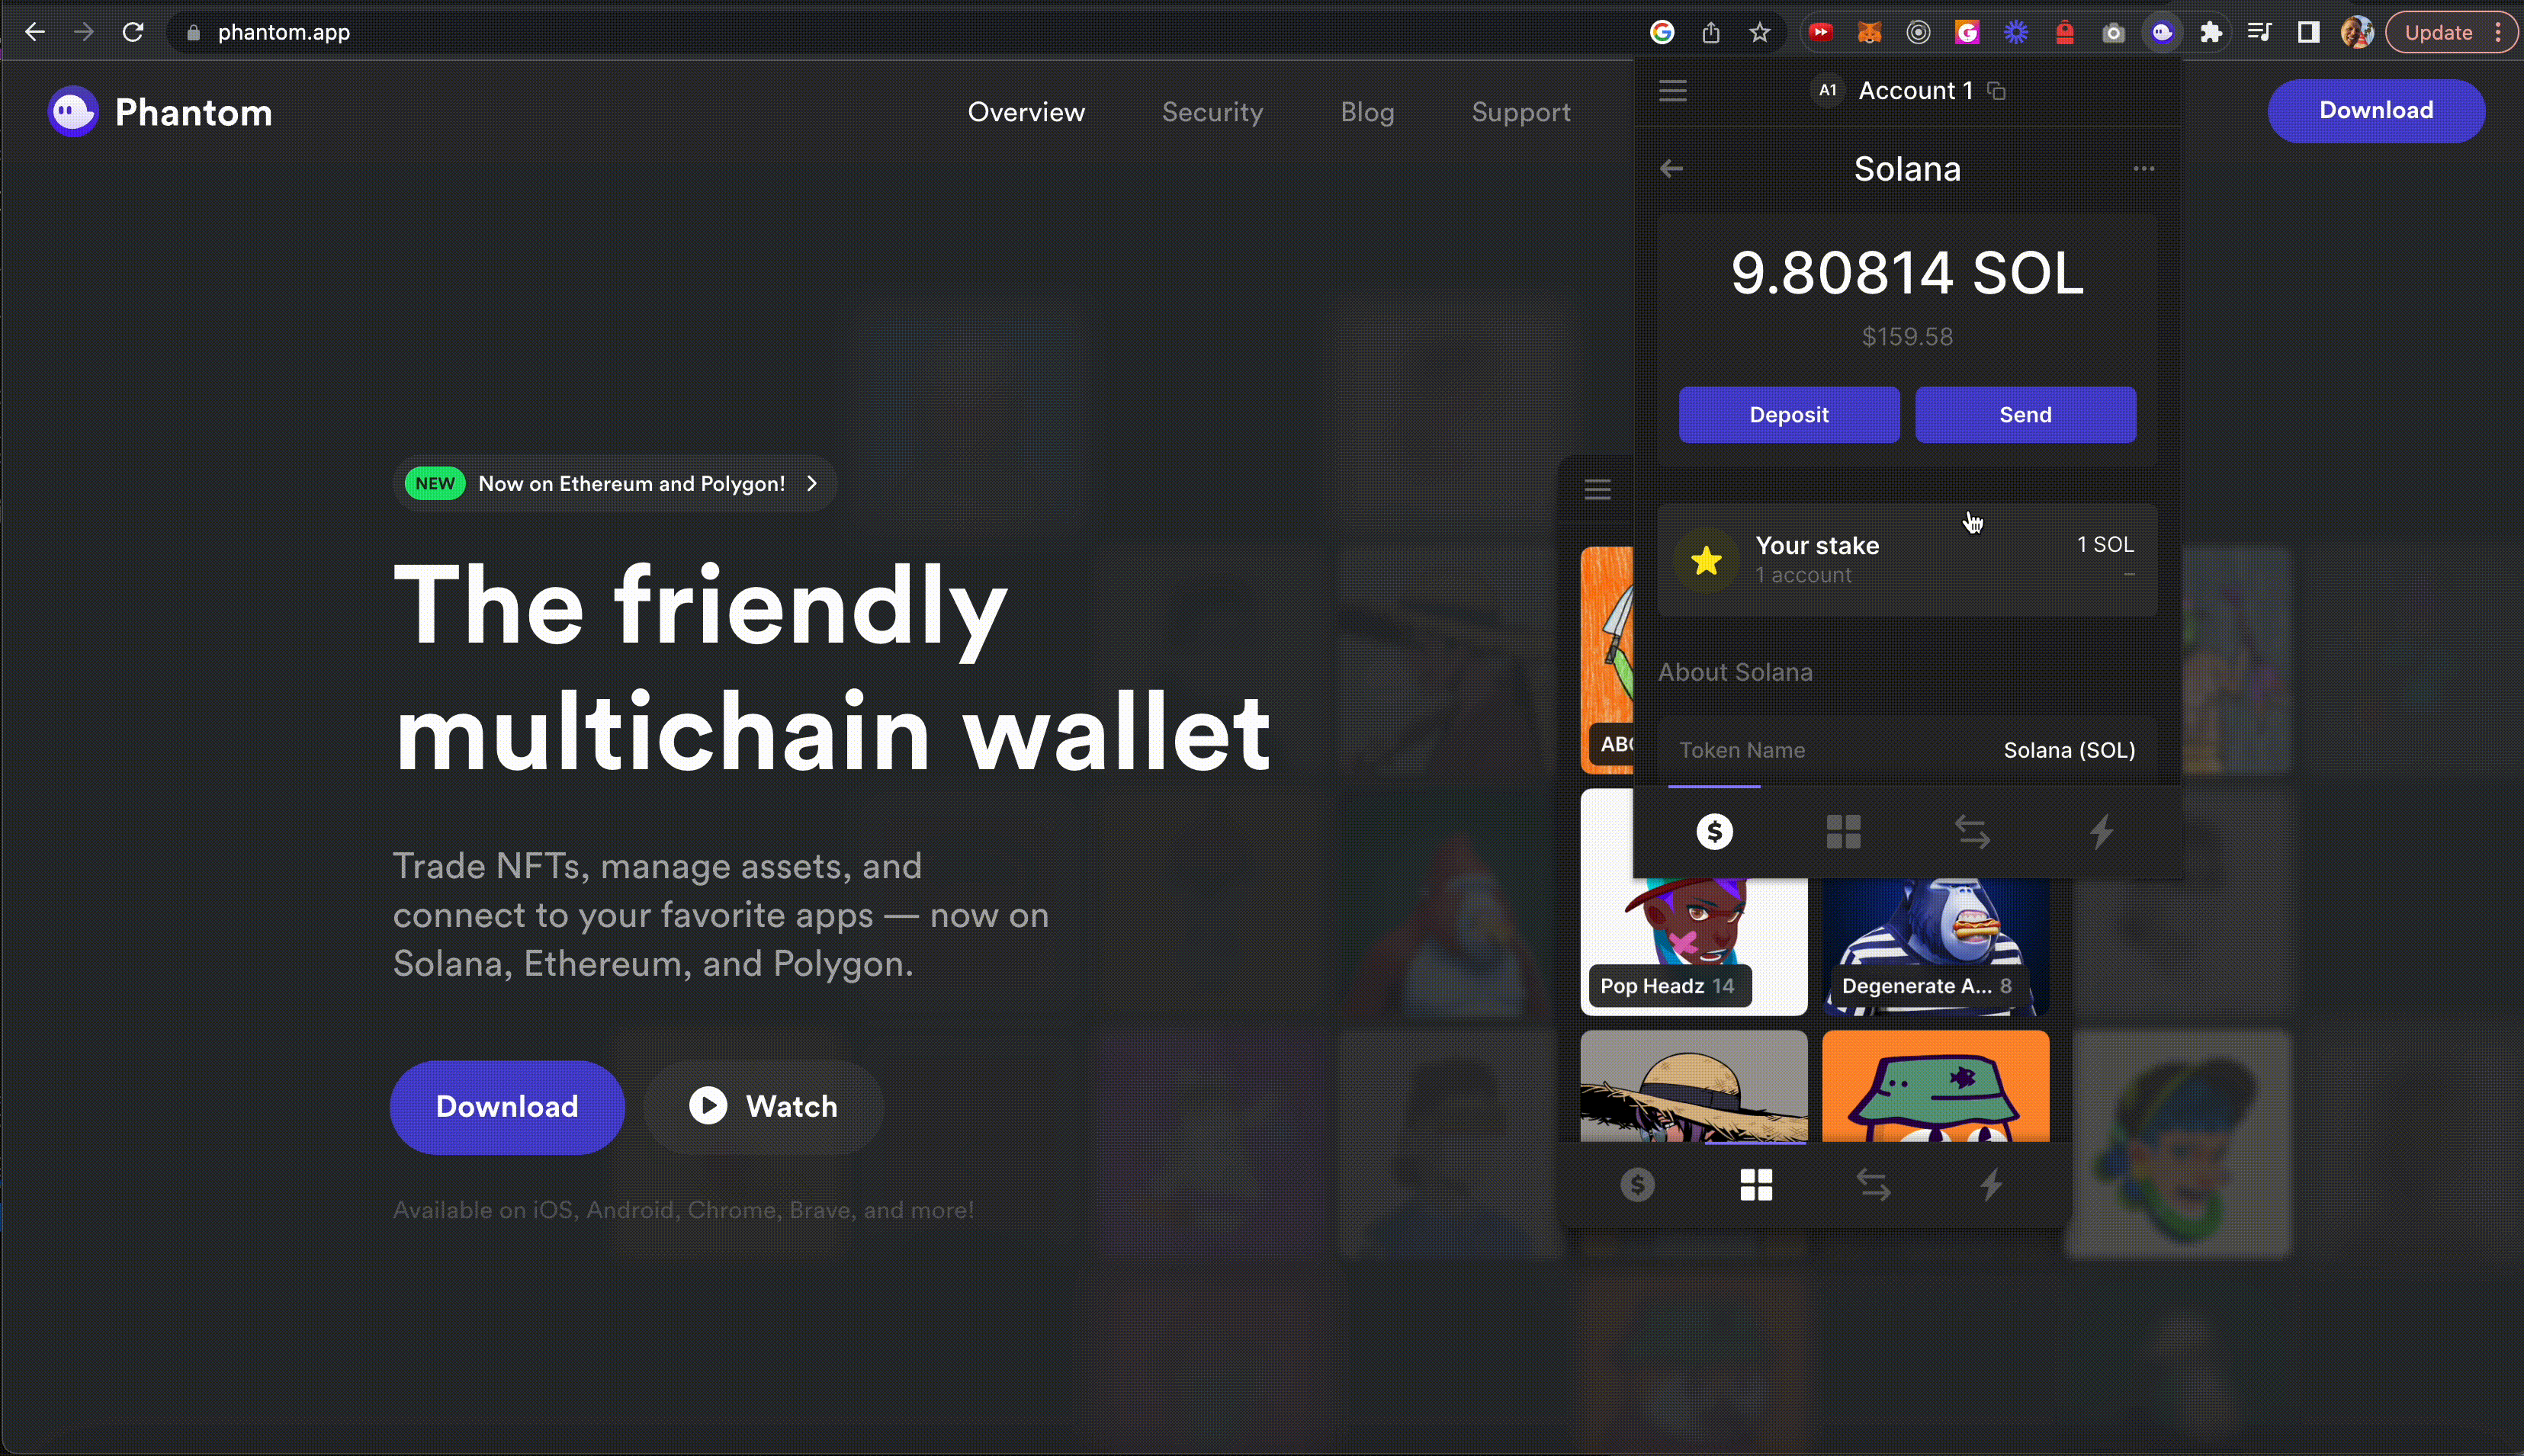 phantom.app
Update
Phantom
Overview
Security
Blog
Support
Download
NEW Now on Ethereum and Polygon!
The friendly
multichain wallet
Trade NFTs, manage assets, and
connect to your favorite apps — now on
Solana, Ethereum, and Polygon.
Download
Watch
Available on iOS, Android, Chrome, Brave, and more!
A1 Account 1
Solana
9.80814 SOL
$159.58
Deposit
Send
Your stake
1 SOL
1 account
–
About Solana
Token Name
Solana (SOL)
Pop Headz 14
Degenerate A... 8